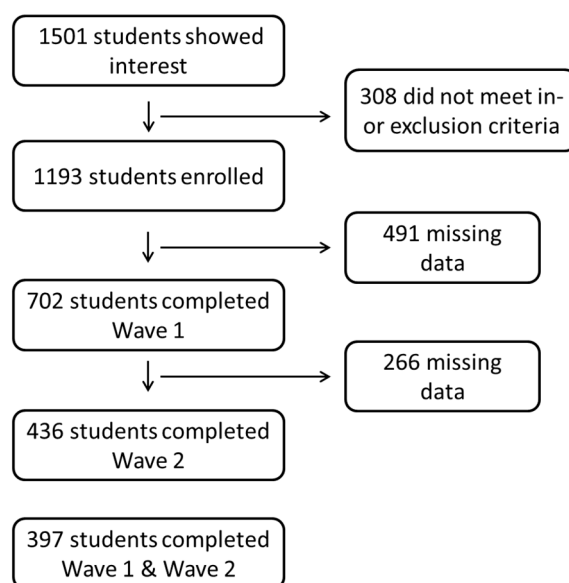 1501 students showed
interest
308 did not meet in-
or exclusion criteria
1193 students enrolled
491 missing
data
702 students completed
Wave 1
266 missing
data
436 students completed
Wave 2
397 students completed
Wave 1 & Wave 2